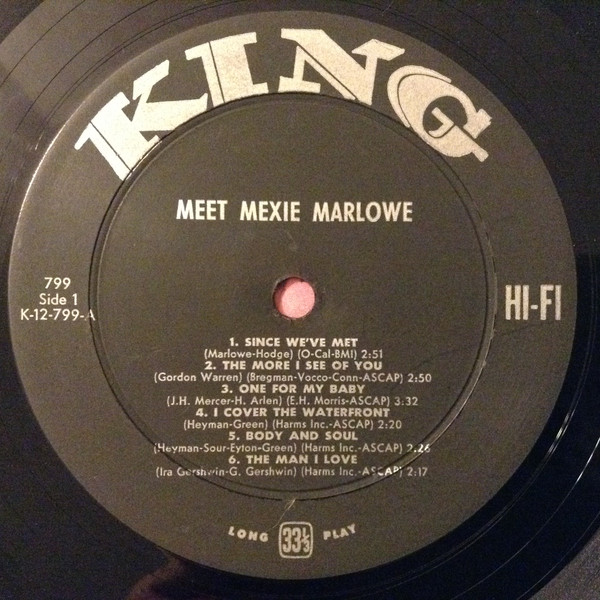 KING
MEET MEXIE MARLOWE
799
Side 1
K-12-799-A
HI-FI
1. SINCE WE'VE MET
(Marlowe-Hodge) (O-Cal-BMI) 2:51
2. THE MORE I SEE OF YOU
(Gordon Warren) (Bregman-Vocco-Conn-ASCAP) 2:50
3. ONE FOR MY BABY
(J.H. Mercer-H. Arlen) (E.H. Morris-ASCAP) 3.32
4. I COVER THE WATERFRONT
(Heyman-Green) (Harms Inc.-ASCAP) 2:20
5. BODY AND SOUL
(Heyman-Sour-Eyton-Green) (Harms Inc.-ASCAP) 2.26
6. THE MAN I LOVE
(Ira Gershwin-G. Gershwin) (Harms Inc.-ASCAP) 2:17
LONG 33⅓ PLAY